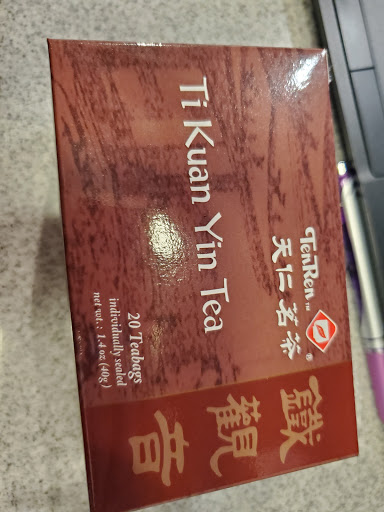 TenRen™
天仁茗茶®
Ti Kuan Yin Tea
20 Teabags
individually sealed
net wt.: 1.4 oz (40g)
鐵觀音